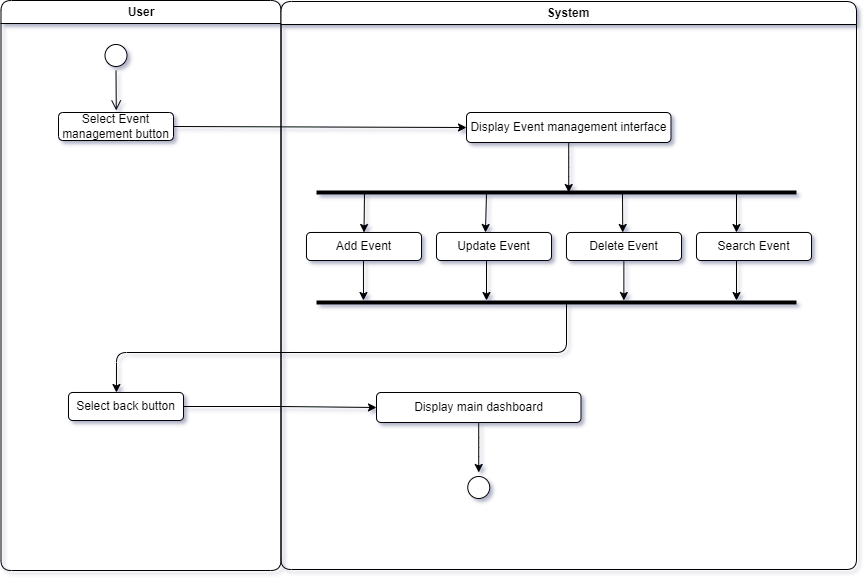 User
System
Select Event
management button
Display Event management interface
Add Event
Update Event
Delete Event
Search Event
Select back button
Display main dashboard